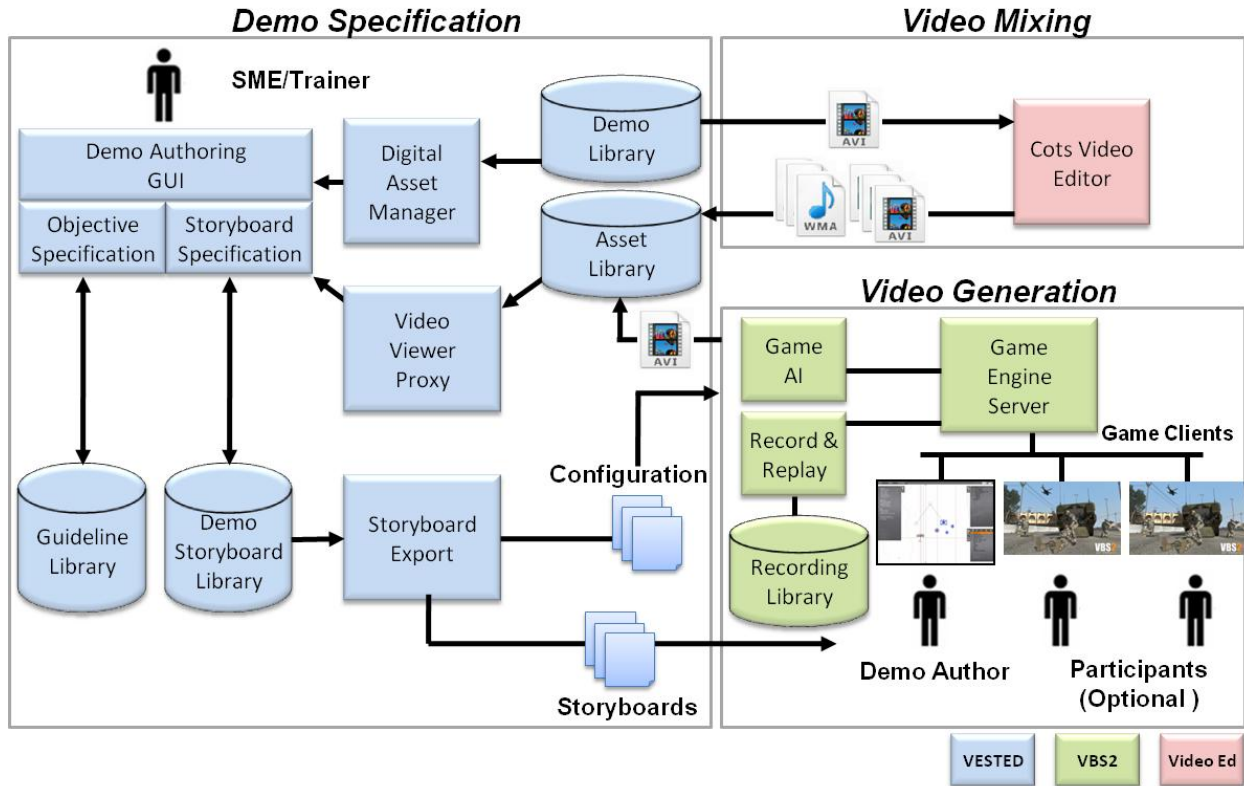 Demo Specification
Video Mixing
SME/Trainer
Demo Authoring
GUI
Objective
Specification
Storyboard
Specification
Digital
Asset
Manager
Demo
Library
Asset
Library
Video
Viewer
Proxy
AVI
WMA
AVI
Cots Video
Editor
AVI
Video Generation
Game
AI
Game
Engine
Server
Record &
Replay
Game Clients
Recording
Library
VBS2
VBS2
Guideline
Library
Demo
Storyboard
Library
Storyboard
Export
Configuration
Storyboards
Demo Author
Participants
(Optional )
VESTED
VBS2
Video Ed